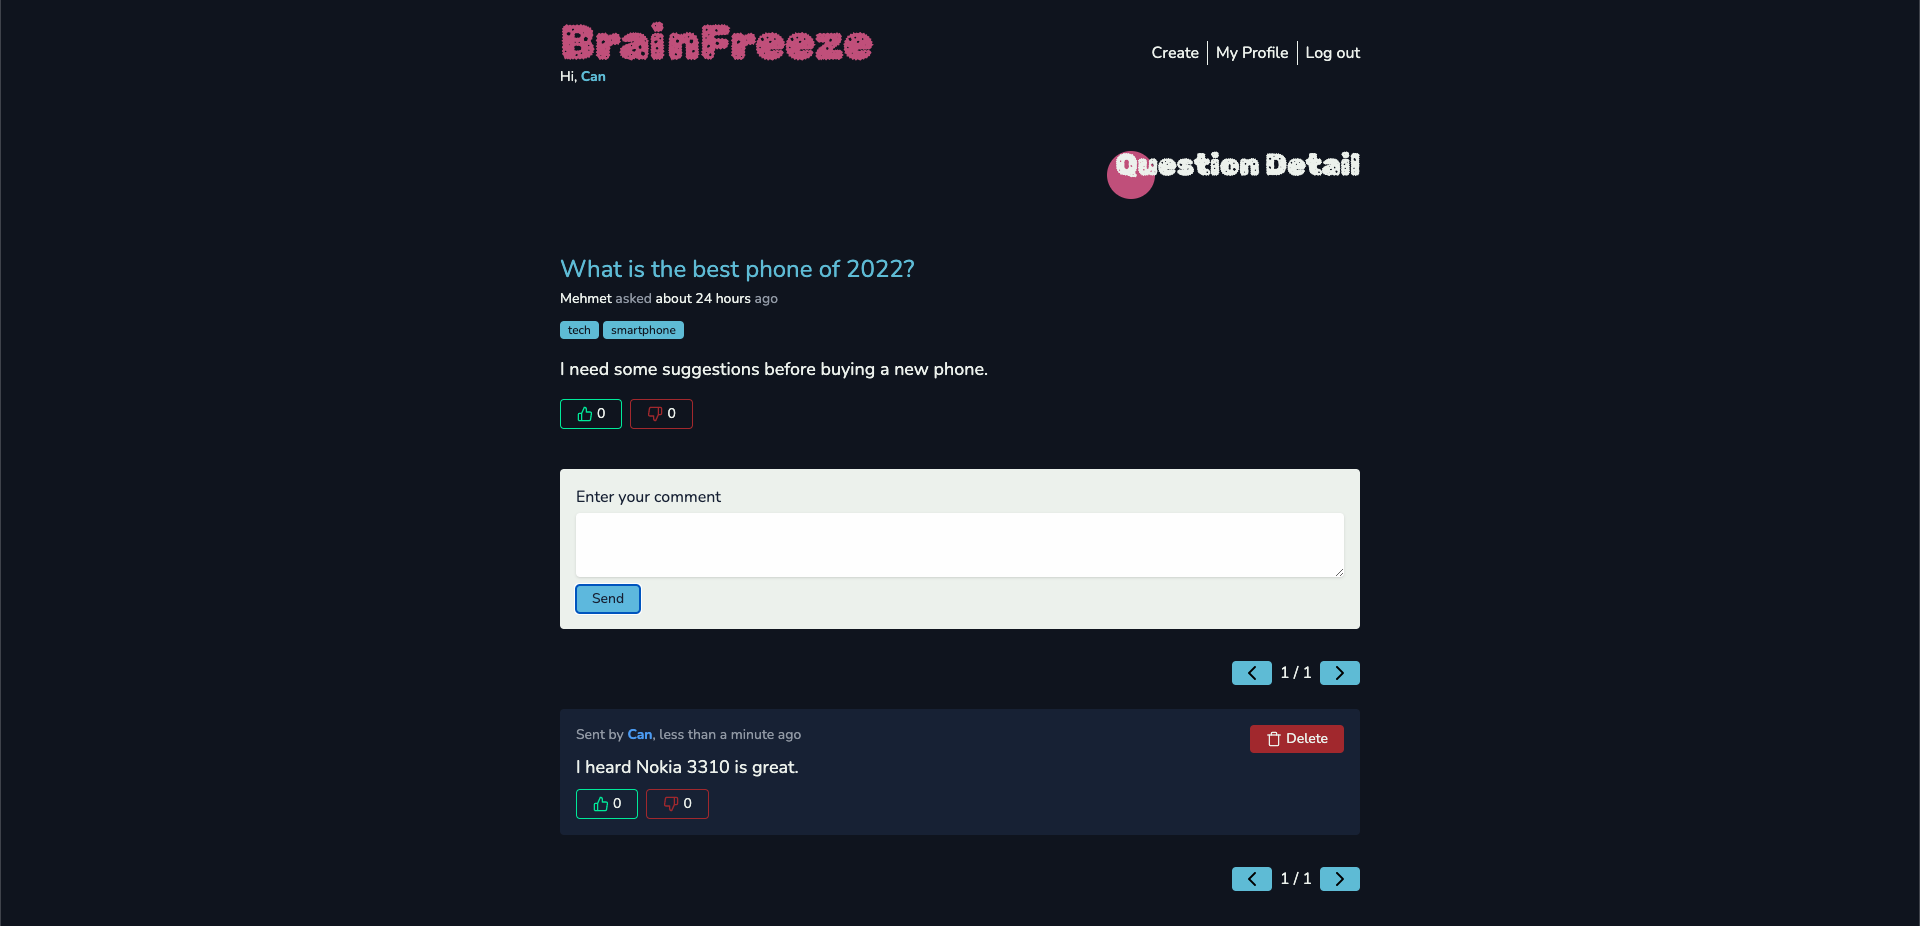 BrainFreeze
Hi, Can
Create
My Profile
Log out
Question Detail
What is the best phone of 2022?
Mehmet asked about 24 hours ago
tech smartphone
I need some suggestions before buying a new phone.
0 0
Enter your comment
Send
1 / 1
Sent by Can, less than a minute ago
Delete
I heard Nokia 3310 is great.
0 0
1 / 1